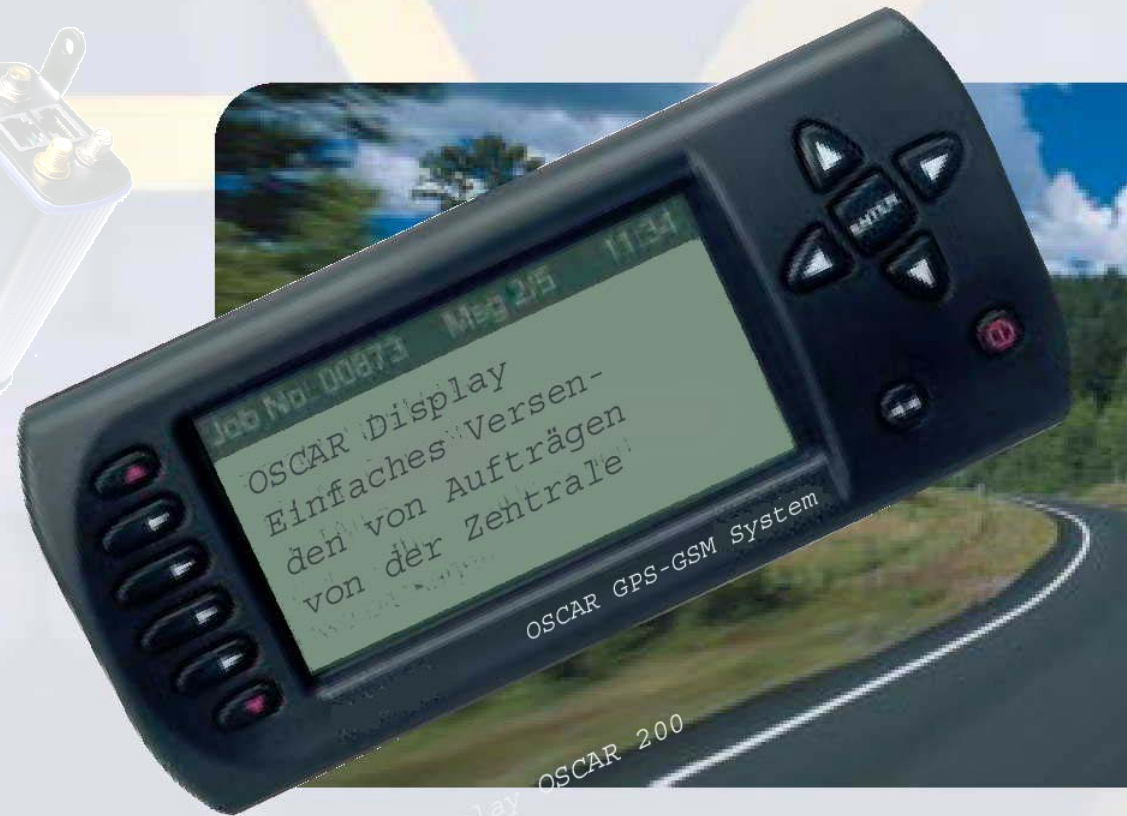 Job No. 00873 Msg 2/5 11:34
OSCAR Display
Einfaches Versen-
den von Aufträgen
von der Zentrale
ENTER
OSCAR GPS-GSM System
OSCAR 200